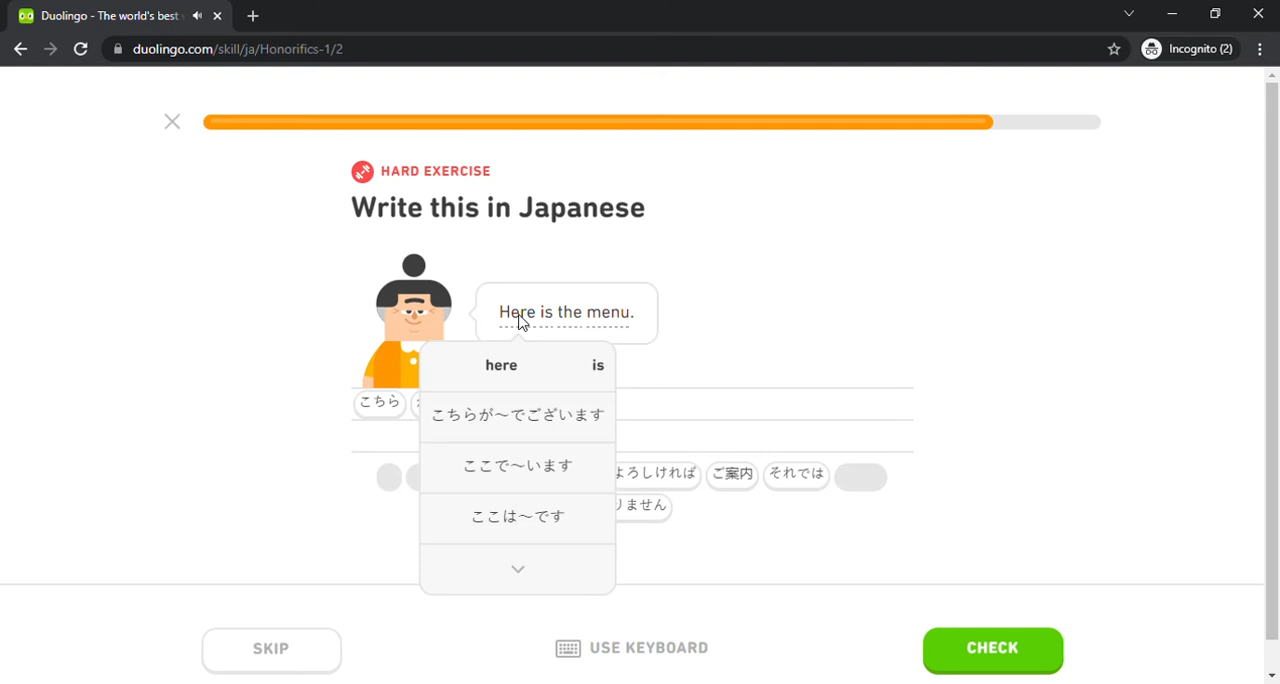 Duolingo - The world's best
duolingo.com/skill/ja/Honorifics-1/2
Incognito (2)
HARD EXERCISE
Write this in Japanese
Here is the menu.
here is
こちらが〜でございます
ここで〜います
ここは〜です
こちら
よろしければ ご案内 それでは
りません
SKIP
USE KEYBOARD
CHECK